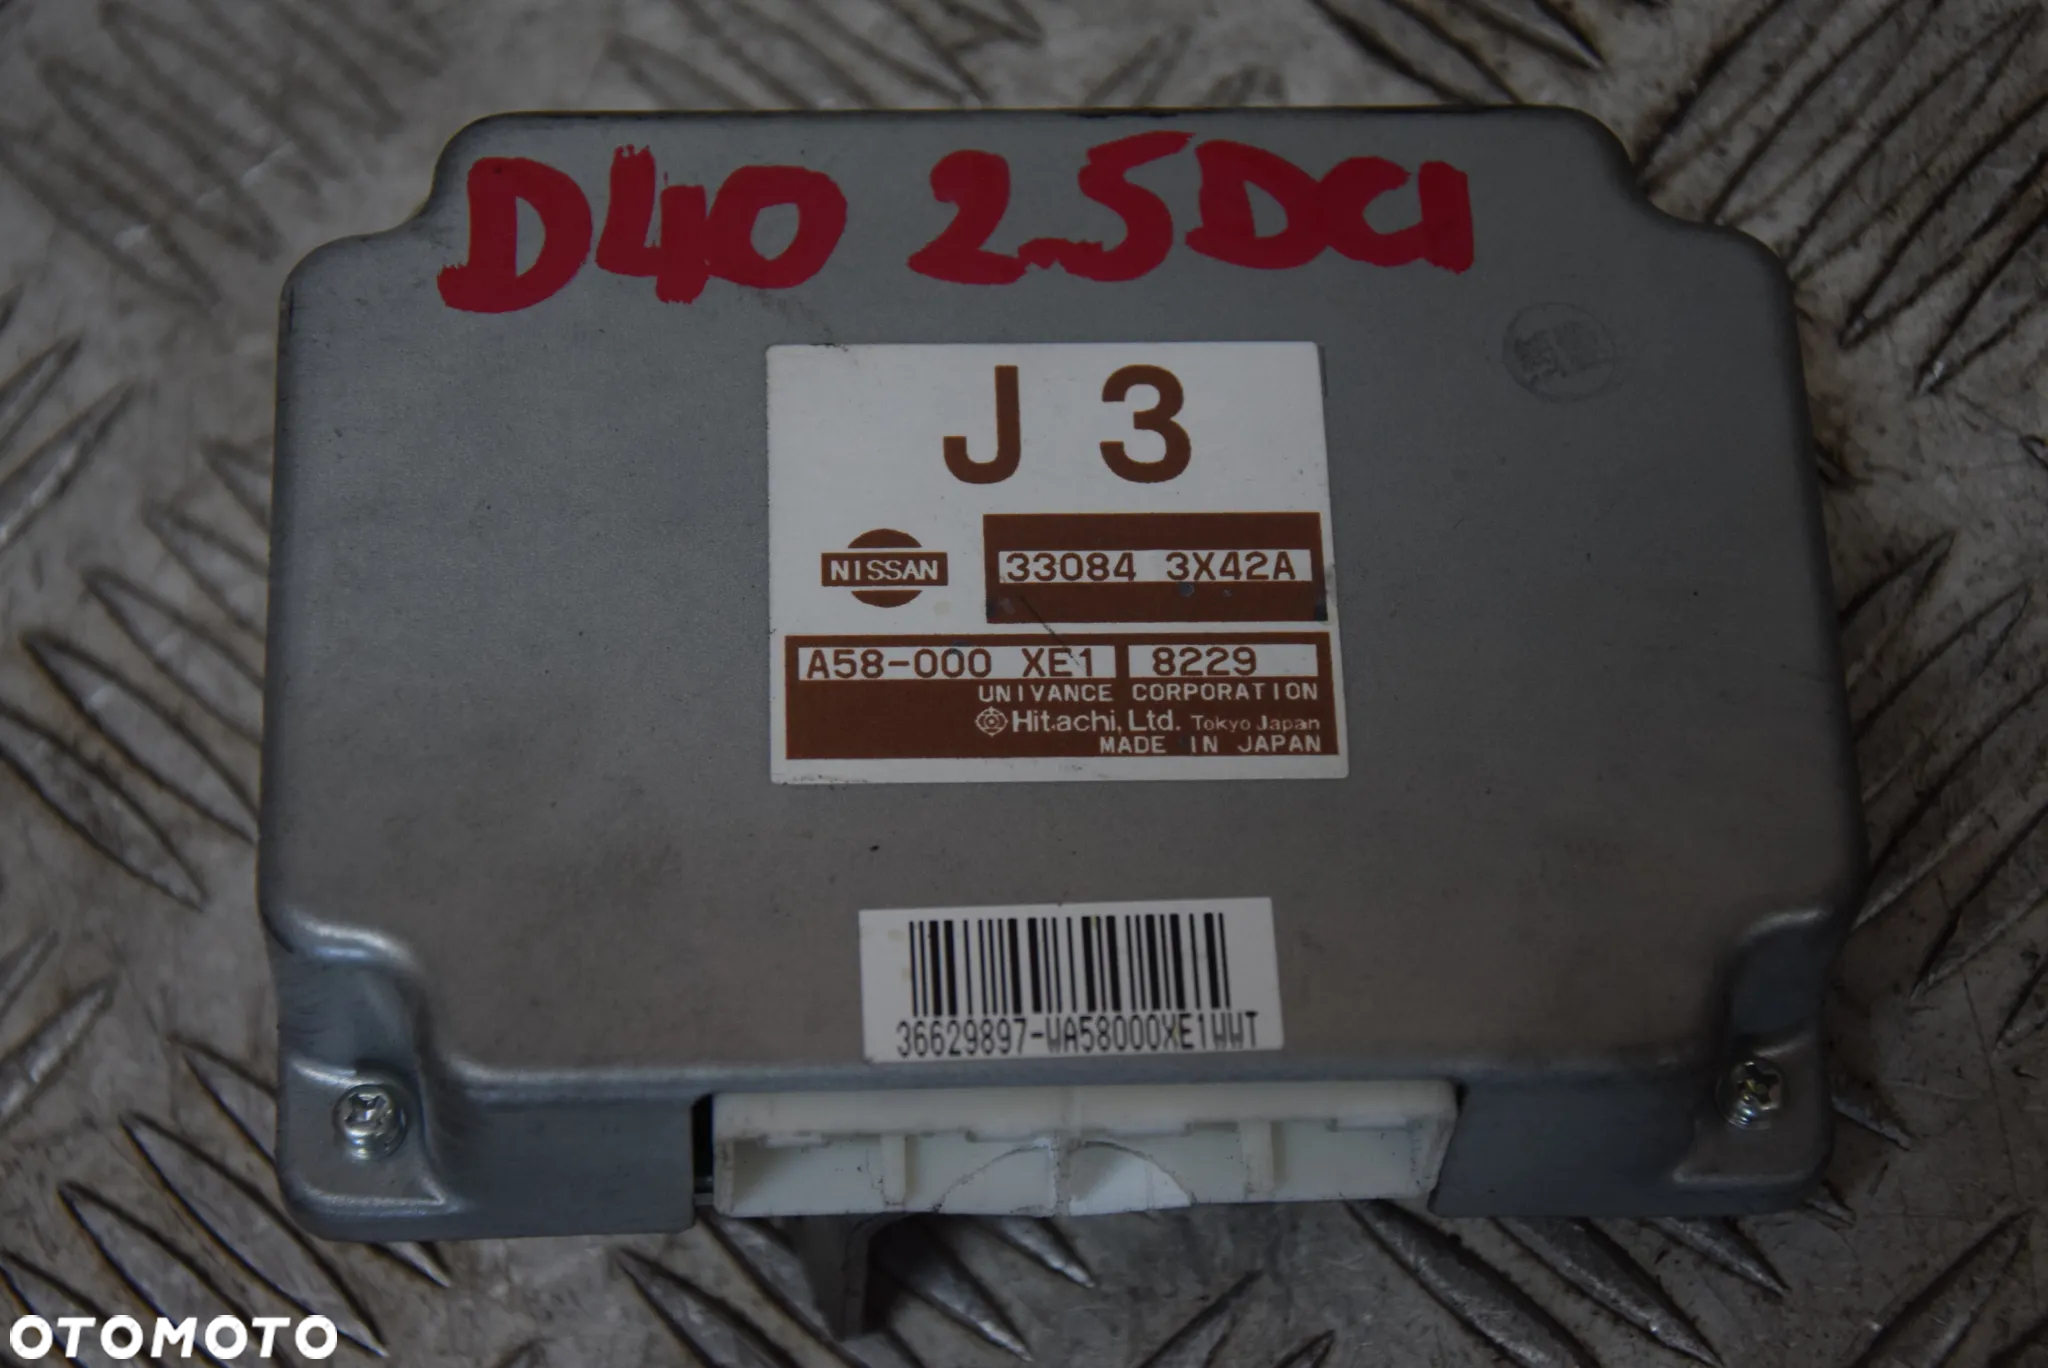 D40 2.5DCI
J 3
NISSAN
33084 3X42A
A58-000 XE1 8229
UNIVANCE CORPORATION
Hitachi, Ltd. Tokyo Japan
MADE IN JAPAN
36629897-WA58000XE1WWT
OTOMOTO